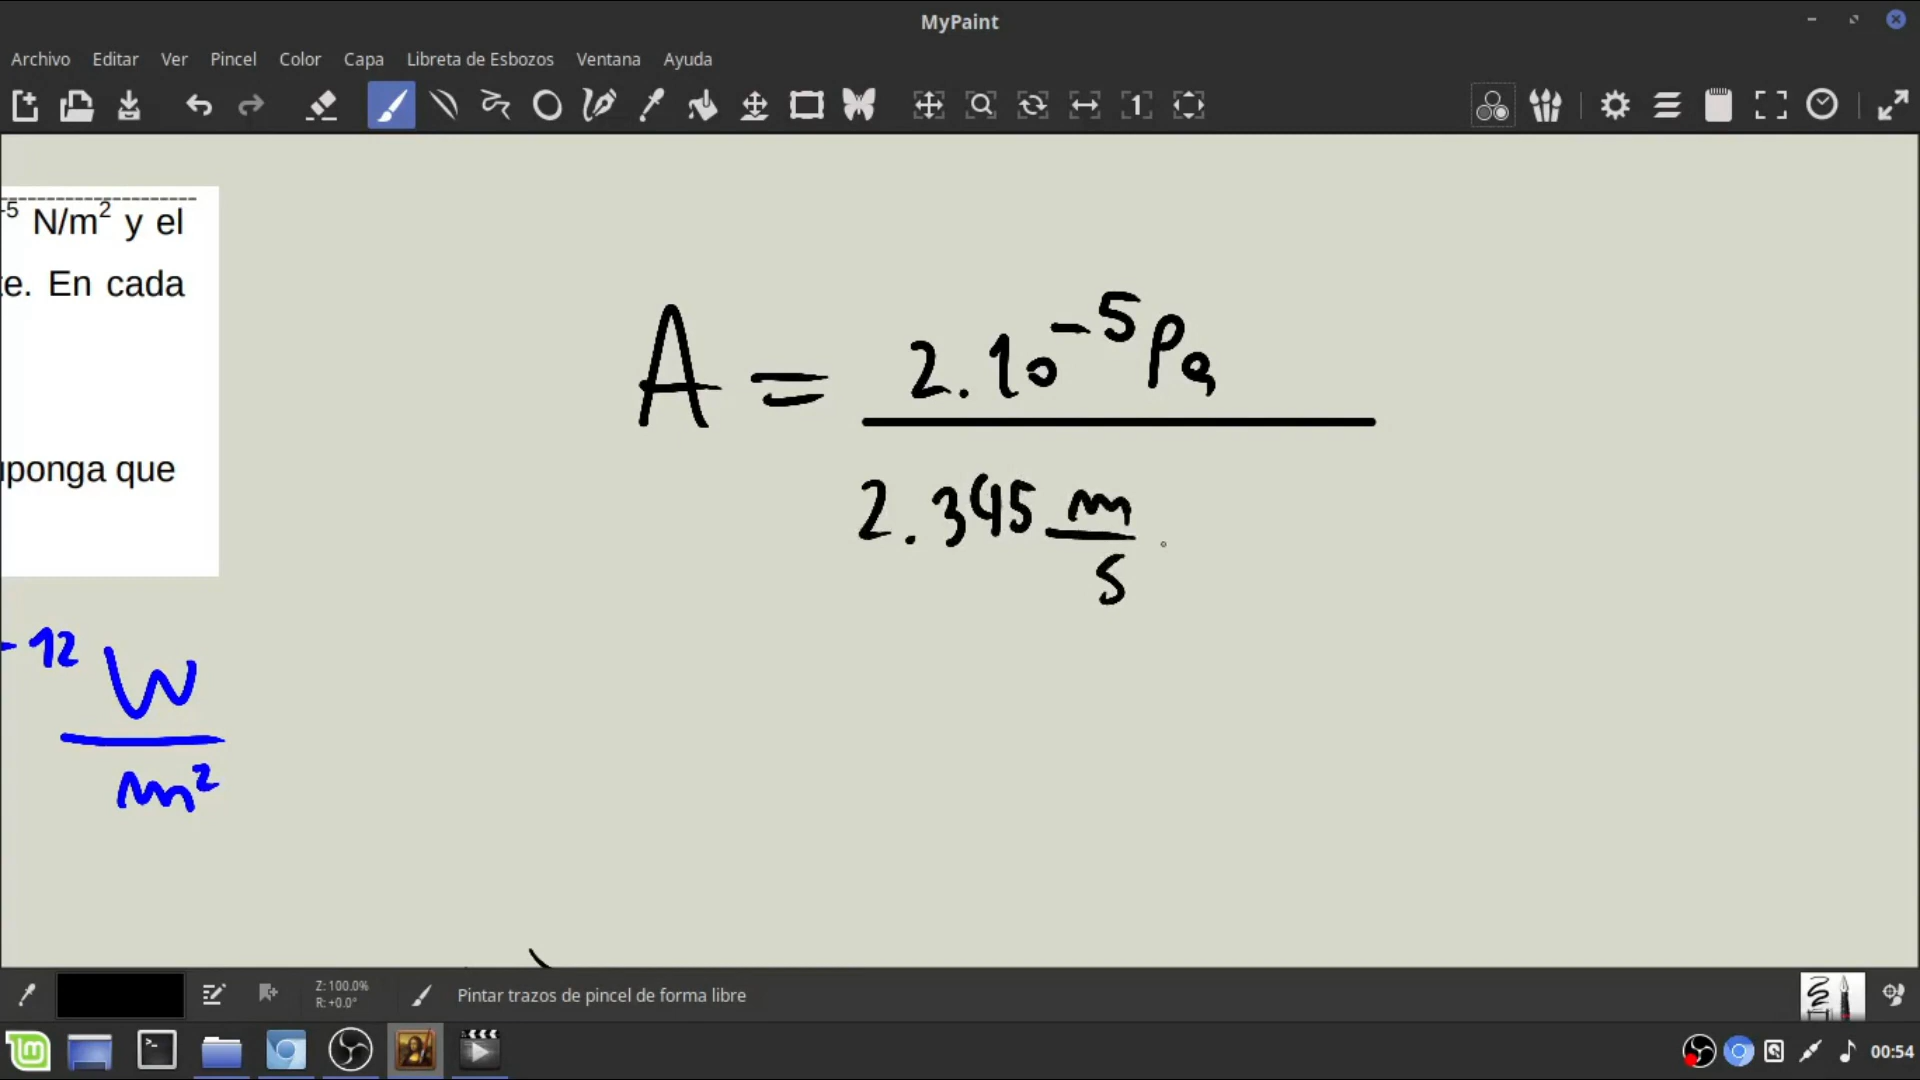 MyPaint
Archivo Editar Ver Pincel Color Capa Libreta de Esbozos Ventana Ayuda
-5 N/m² y el
te. En cada
uponga que
A = 2.10⁻⁵ Pa
2.345 m
s
-12 W
m²
Z: 100.0%
R: +0.0°
Pintar trazos de pincel de forma libre
00:54